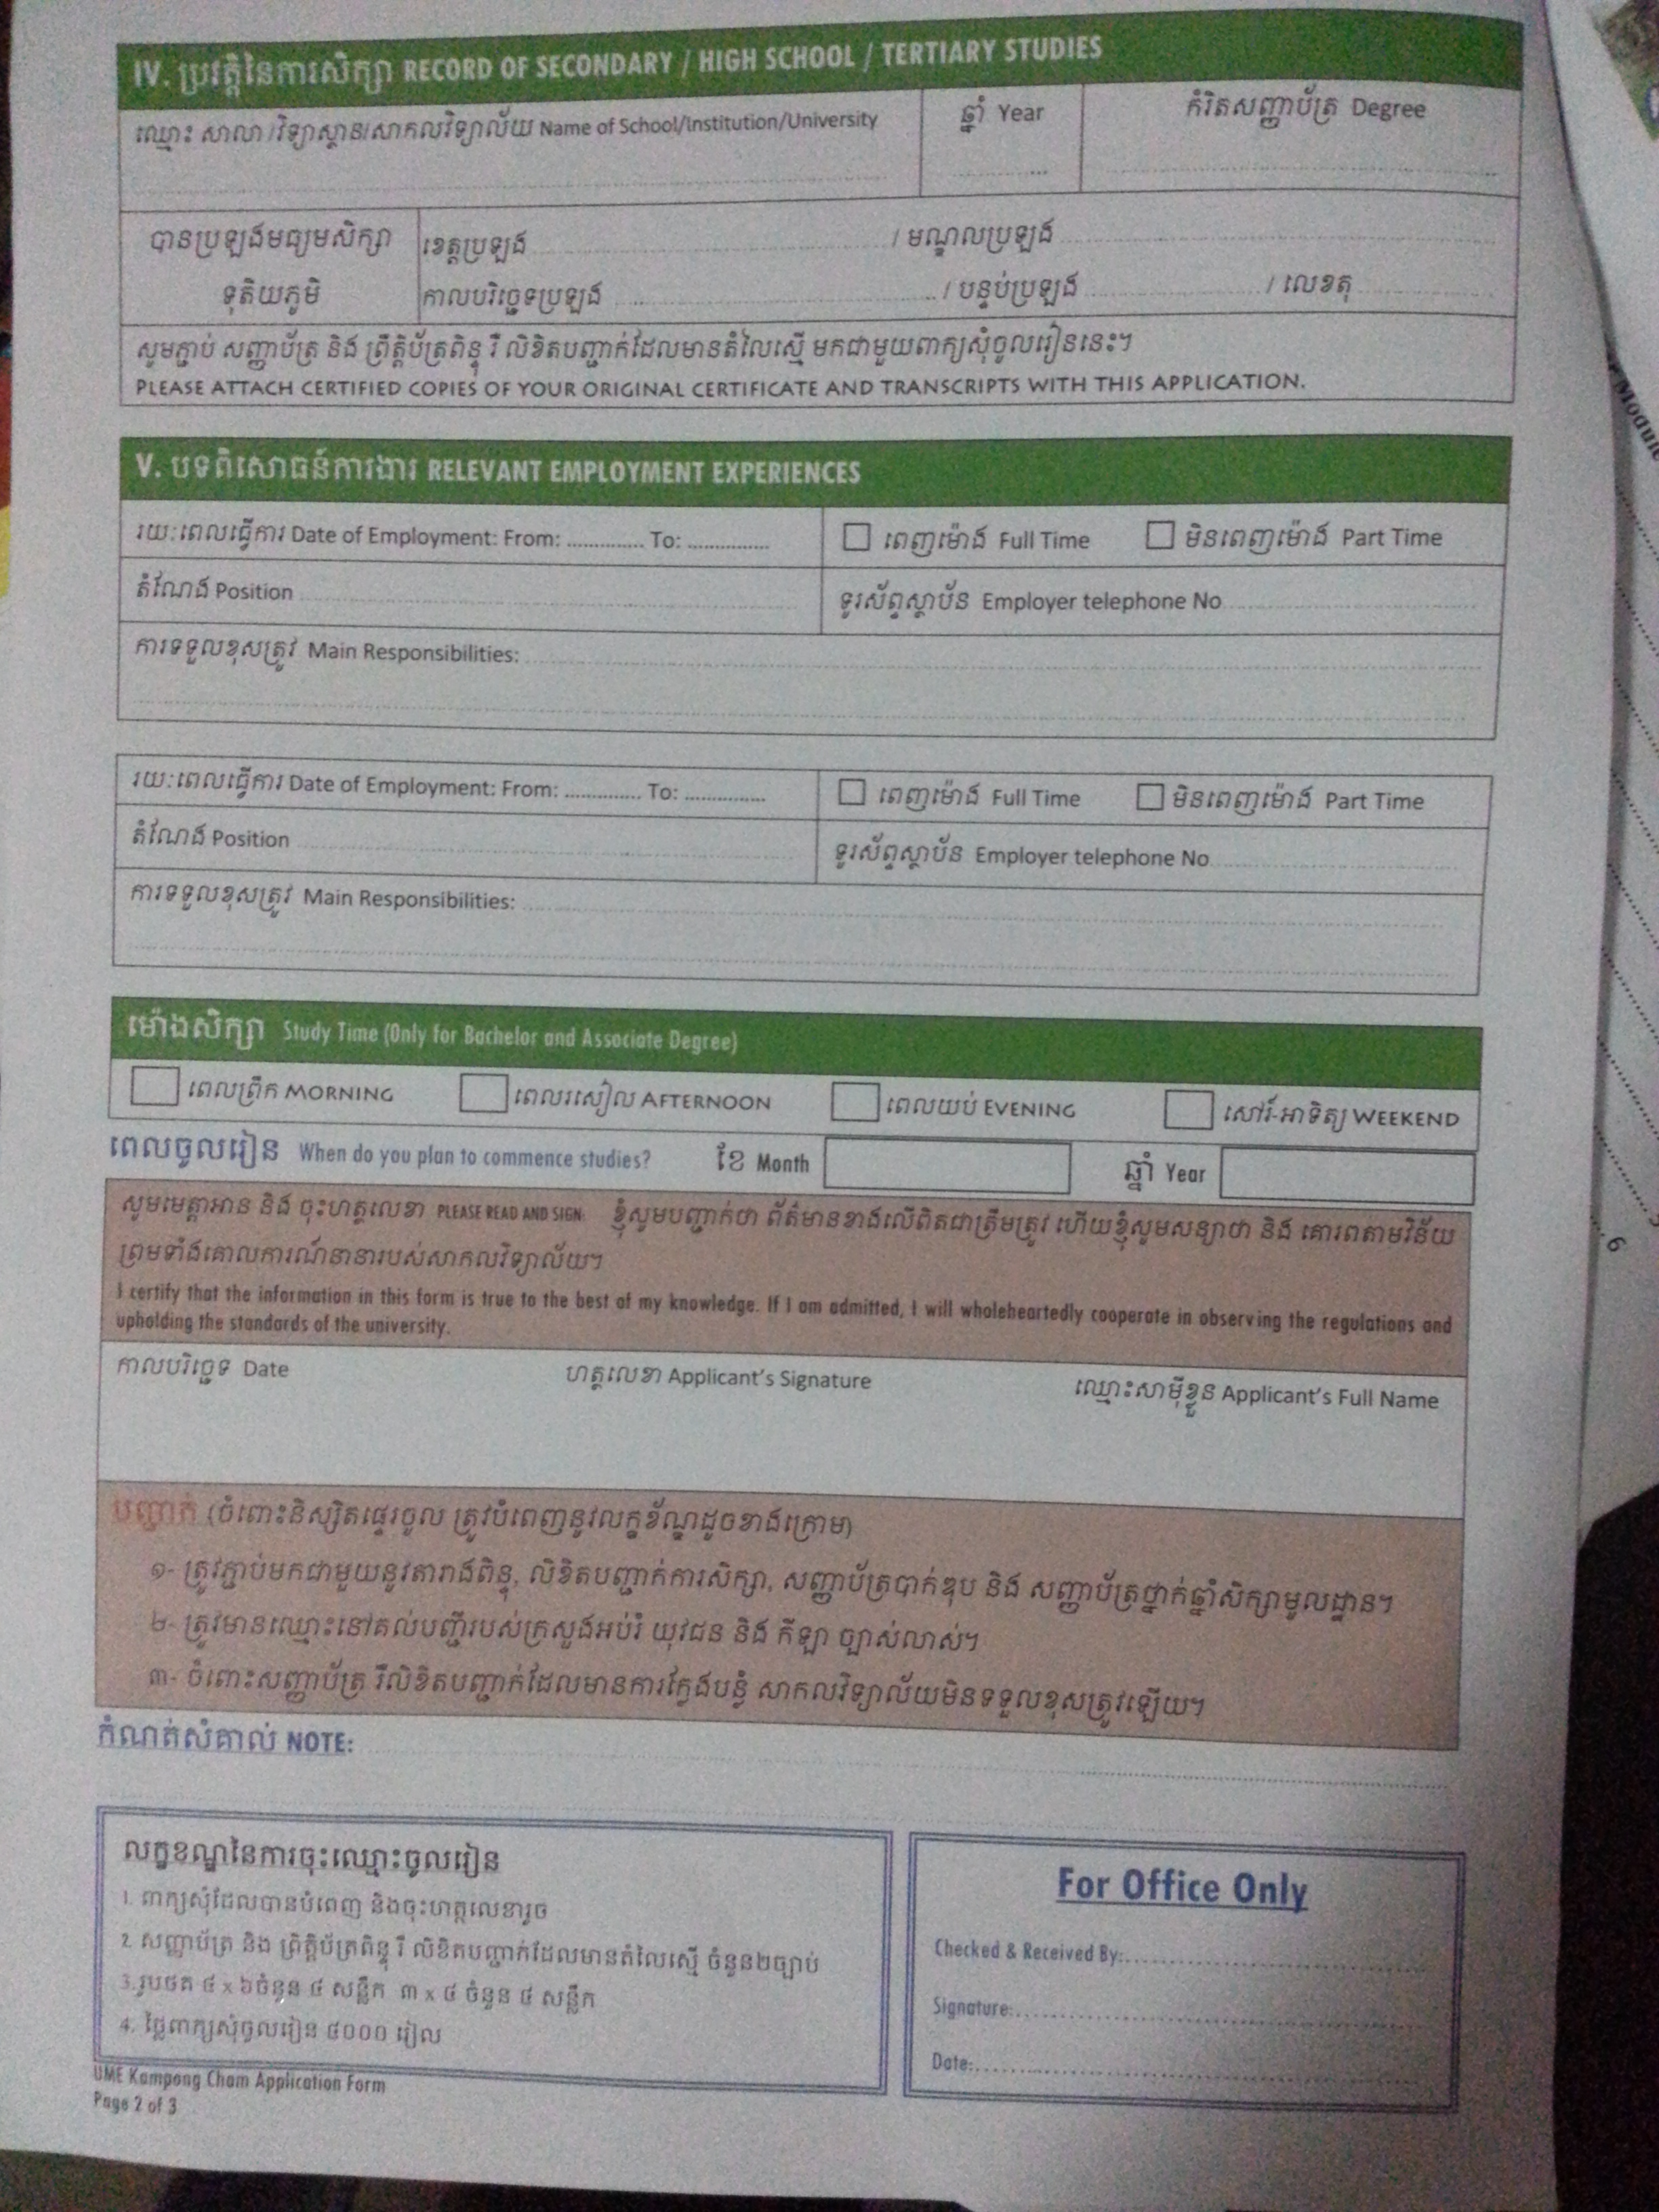 IV. ប្រវត្តិនៃការសិក្សា RECORD OF SECONDARY / HIGH SCHOOL / TERTIARY STUDIES
ឈ្មោះ សាលា/វិទ្យាស្ថាន/សាកលវិទ្យាល័យ Name of School/Institution/University ឆ្នាំ Year កំរិតសញ្ញាប័ត្រ Degree
បានប្រឡងមធ្យមសិក្សា ខេត្តប្រឡង / មណ្ឌលប្រឡង
ទុតិយភូមិ កាលបរិច្ឆេទប្រឡង / បន្ទប់ប្រឡង / លេខតុ
សូមភ្ជាប់ សញ្ញាប័ត្រ និង ព្រឹត្តិប័ត្រពិន្ទុ រឺ លិខិតបញ្ជាក់ដែលមានតំលៃស្មើ មកជាមួយពាក្យសុំចូលរៀននេះ។
PLEASE ATTACH CERTIFIED COPIES OF YOUR ORIGINAL CERTIFICATE AND TRANSCRIPTS WITH THIS APPLICATION.
V. បទពិសោធន៍ការងារ RELEVANT EMPLOYMENT EXPERIENCES
រយៈពេលធ្វើការ Date of Employment: From: .............. To: ............... ពេញម៉ោង Full Time មិនពេញម៉ោង Part Time
តំណែង Position ទូរស័ព្ទស្ថាប័ន Employer telephone No
ការទទួលខុសត្រូវ Main Responsibilities:
រយៈពេលធ្វើការ Date of Employment: From: .............. To: ............... ពេញម៉ោង Full Time មិនពេញម៉ោង Part Time
តំណែង Position ទូរស័ព្ទស្ថាប័ន Employer telephone No
ការទទួលខុសត្រូវ Main Responsibilities:
ម៉ោងសិក្សា Study Time (Only for Bachelor and Associate Degree)
ពេលព្រឹក MORNING ពេលរសៀល AFTERNOON ពេលយប់ EVENING សៅរ៍-អាទិត្យ WEEKEND
ពេលចូលរៀន When do you plan to commence studies? ខែ Month ឆ្នាំ Year
សូមមេត្តាអាន និង ចុះហត្ថលេខា PLEASE READ AND SIGN: ខ្ញុំសូមបញ្ជាក់ថា ព័ត៌មានខាងលើពិតជាត្រឹមត្រូវ ហើយខ្ញុំសូមសន្យាថា និង គោរពតាមវិន័យ
ព្រមទាំងគោលការណ៍នានារបស់សាកលវិទ្យាល័យ។
I certify that the information in this form is true to the best of my knowledge. If I am admitted, I will wholeheartedly cooperate in observing the regulations and
upholding the standards of the university.
កាលបរិច្ឆេទ Date ហត្ថលេខា Applicant's Signature ឈ្មោះសាម៉ីខ្លួន Applicant's Full Name
បញ្ជាក់ (ចំពោះនិស្សិតផ្ទេរចូល ត្រូវបំពេញនូវលក្ខខ័ណ្ឌដូចខាងក្រោម)
១- ត្រូវភ្ជាប់មកជាមួយនូវតារាងពិន្ទុ, លិខិតបញ្ជាក់ការសិក្សា, សញ្ញាប័ត្របាក់ឌុប និង សញ្ញាប័ត្រថ្នាក់ឆ្នាំសិក្សាមូលដ្ឋាន។
២- ត្រូវមានឈ្មោះនៅគល់បញ្ជីរបស់ក្រសួងអប់រំ យុវជន និង កីឡា ច្បាស់លាស់។
៣- ចំពោះសញ្ញាប័ត្រ រឺលិខិតបញ្ជាក់ដែលមានការក្លែងបន្លំ សាកលវិទ្យាល័យមិនទទួលខុសត្រូវឡើយ។
កំណត់សំគាល់ NOTE:
លក្ខខណ្ឌនៃការចុះឈ្មោះចូលរៀន
1. ពាក្យសុំដែលបានបំពេញ និងចុះហត្ថលេខារួច
2. សញ្ញាប័ត្រ និង ព្រិត្តិប័ត្រពិន្ទុ រឺ លិខិតបញ្ជាក់ដែលមានតំលៃស្មើ ចំនួន២ច្បាប់
3.រូបថត ៤ x ៦ចំនួន ៤ សន្លឹក ៣ x ៤ ចំនួន ៤ សន្លឹក
4. ថ្លៃពាក្យសុំចូលរៀន ៨០០០ រៀល
For Office Only
Checked & Received By:
Signature:
Date:
UME Kampong Cham Application Form
Page 2 of 3